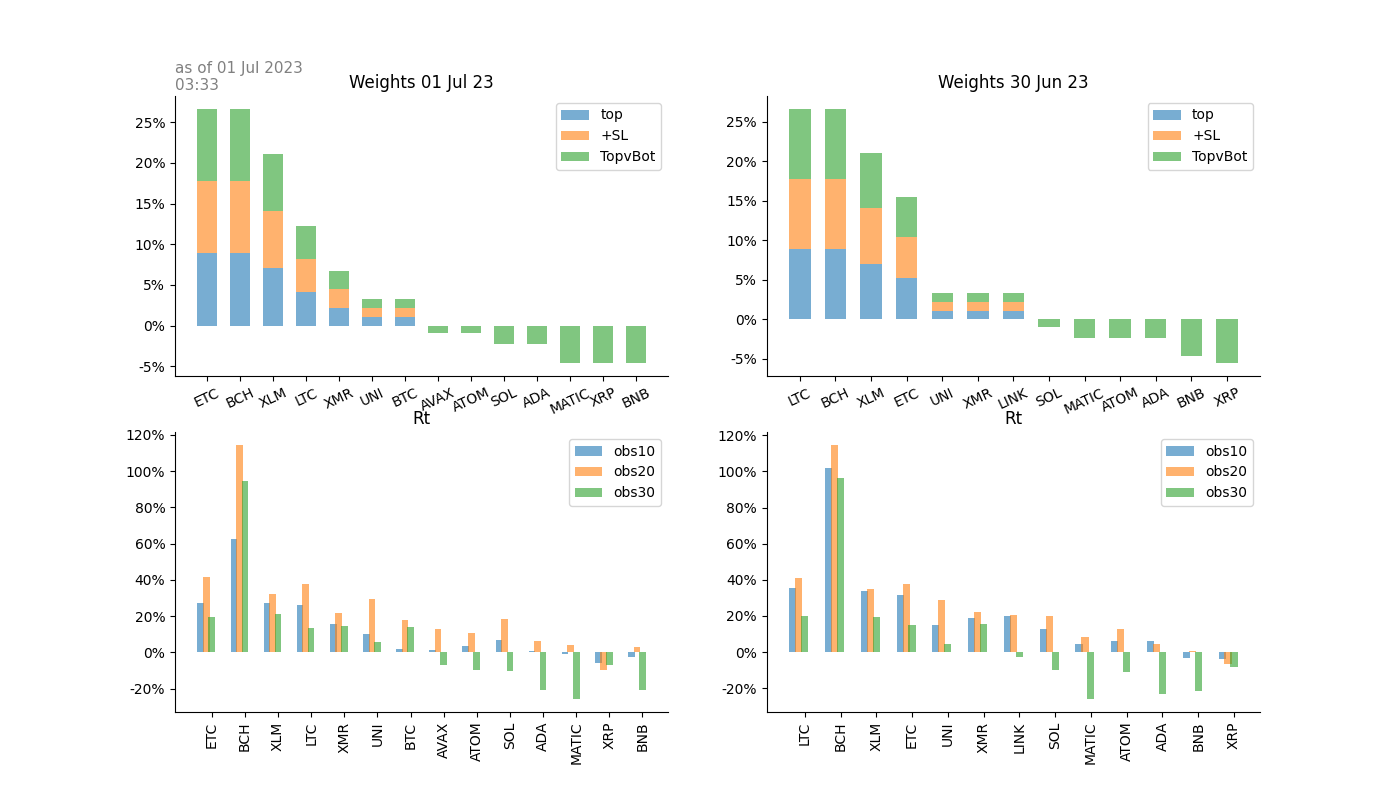 as of 01 Jul 2023
03:33
Weights 01 Jul 23
25%
20%
15%
10%
5%
0%
-5%
top
+SL
TopvBot
ETC BCH XLM LTC XMR UNI BTC AVAX ATOM SOL ADA MATIC XRP BNB
Weights 30 Jun 23
25%
20%
15%
10%
5%
0%
-5%
top
+SL
TopvBot
LTC BCH XLM ETC UNI XMR LINK SOL MATIC ATOM ADA BNB XRP
Rt
120%
100%
80%
60%
40%
20%
0%
-20%
obs10
obs20
obs30
ETC BCH XLM LTC XMR UNI BTC AVAX ATOM SOL ADA MATIC XRP BNB
Rt
120%
100%
80%
60%
40%
20%
0%
-20%
obs10
obs20
obs30
LTC BCH XLM ETC UNI XMR LINK SOL MATIC ATOM ADA BNB XRP